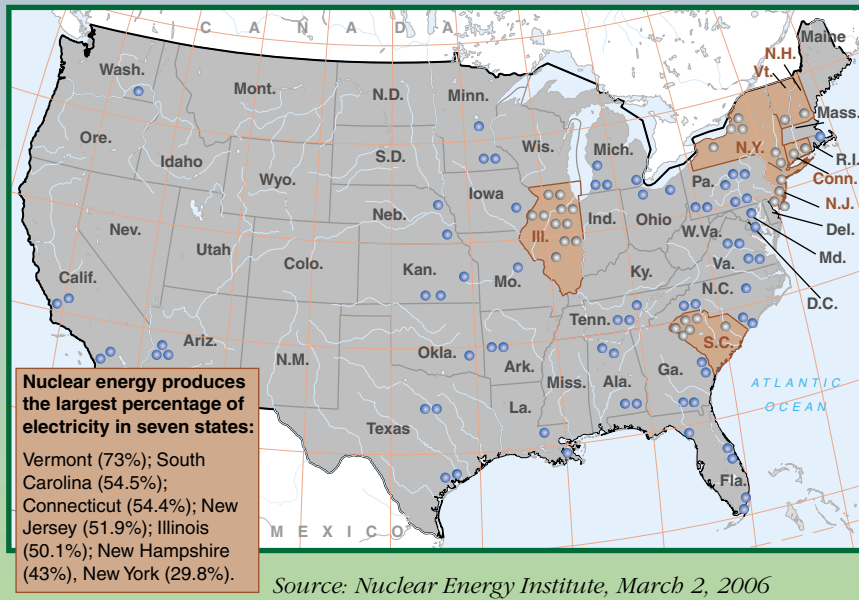 C A N A D A
Maine
N.H.
Vt.
Wash.
Mont.
N.D.
Minn.
Mass.
Ore.
Idaho
S.D.
Wis.
Mich.
N.Y.
R.I.
Conn.
Wyo.
Iowa
Pa.
N.J.
Neb.
Ill.
Ind.
Ohio
Del.
Nev.
Utah
Colo.
W.Va.
Md.
Calif.
Kan.
Mo.
Ky.
Va.
D.C.
N.C.
Ariz.
N.M.
Okla.
Ark.
Tenn.
S.C.
Miss.
Ala.
Ga.
Texas
La.
Fla.
ATLANTIC
OCEAN
M E X I C O
Nuclear energy produces
the largest percentage of
electricity in seven states:
Vermont (73%); South
Carolina (54.5%);
Connecticut (54.4%); New
Jersey (51.9%); Illinois
(50.1%); New Hampshire
(43%), New York (29.8%).
Source: Nuclear Energy Institute, March 2, 2006